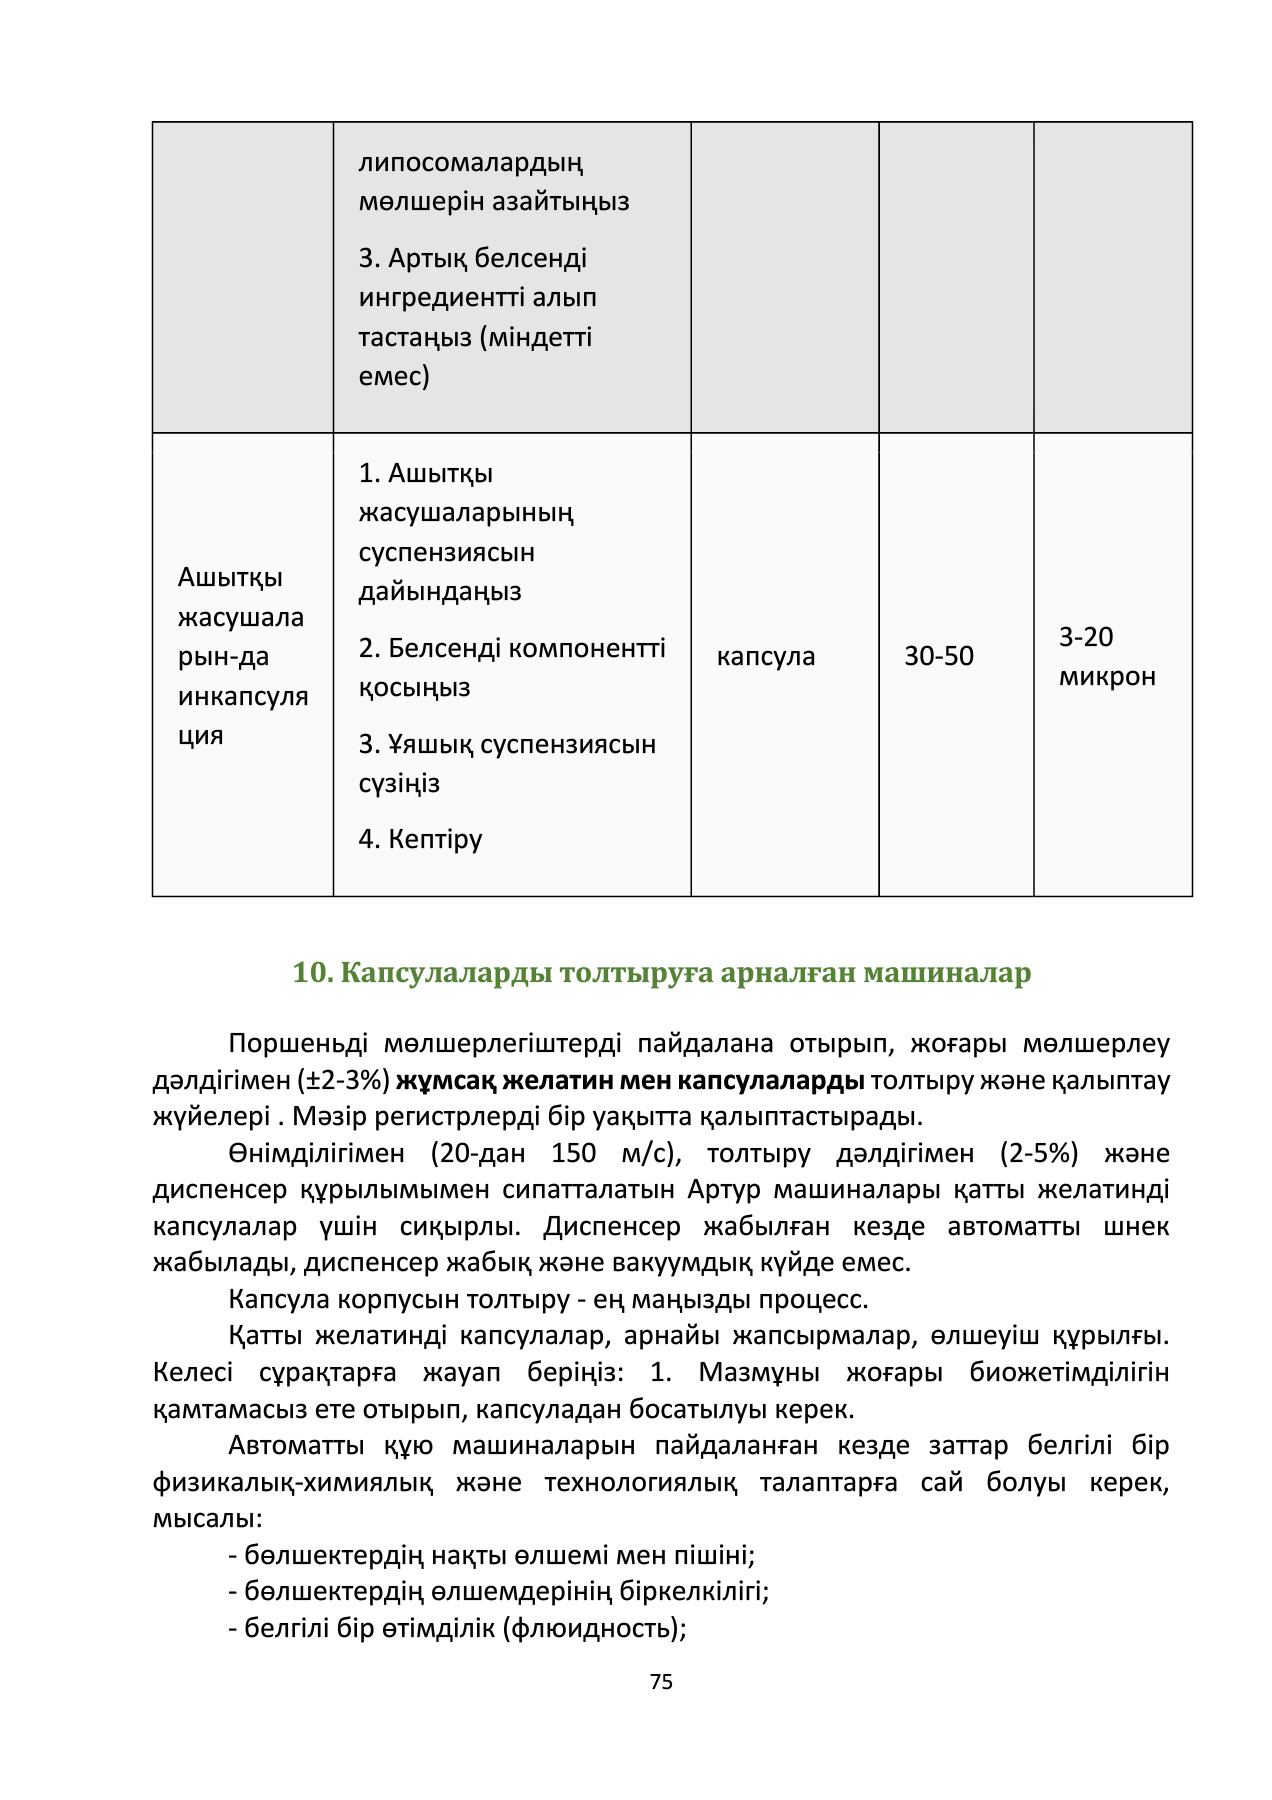 липосомалардың
мөлшерін азайтыңыз
3. Артық белсенді
ингредиентті алып
тастаңыз (міндетті
емес)
Ашытқы
жасушала
рын-да
инкапсуля
ция
1. Ашытқы
жасушаларының
суспензиясын
дайындаңыз
2. Белсенді компонентті
қосыңыз
3. Ұяшық суспензиясын
сүзіңіз
4. Кептіру
капсула
30-50
3-20
микрон
10. Капсулаларды толтыруға арналған машиналар
Поршеньді мөлшерлегіштерді пайдалана отырып, жоғары мөлшерлеу
дәлдігімен (±2-3%) жұмсақ желатин мен капсулаларды толтыру және қалыптау
жүйелері . Мәзір регистрлерді бір уақытта қалыптастырады.
Өнімділігімен (20-дан 150 м/с), толтыру дәлдігімен (2-5%) және
диспенсер құрылымымен сипатталатын Артур машиналары қатты желатинді
капсулалар үшін сиқырлы. Диспенсер жабылған кезде автоматты шнек
жабылады, диспенсер жабық және вакуумдық күйде емес.
Капсула корпусын толтыру - ең маңызды процесс.
Қатты желатинді капсулалар, арнайы жапсырмалар, өлшеуіш құрылғы.
Келесі сұрақтарға жауап беріңіз: 1. Мазмұны жоғары биожетімділігін
қамтамасыз ете отырып, капсуладан босатылуы керек.
Автоматты құю машиналарын пайдаланған кезде заттар белгілі бір
физикалық-химиялық және технологиялық талаптарға сай болуы керек,
мысалы:
- бөлшектердің нақты өлшемі мен пішіні;
- бөлшектердің өлшемдерінің біркелкілігі;
- белгілі бір өтімділік (флюидность);
75